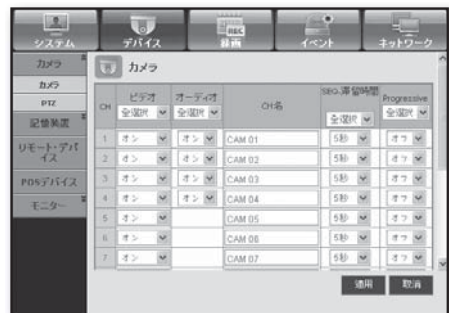 システム デバイス REC 録画 イベント ネットワーク
カメラ
カメラ
PTZ
記憶装置
リモート・デバイス
POSデバイス
モニター
カメラ
CH ビデオ オーディオ CH名 SEQ-滞留時間 Progressive
全選択 全選択 全選択 全選択
1 オン オン CAM 01 5秒 オフ
2 オン オン CAM 02 5秒 オフ
3 オン オン CAM 03 5秒 オフ
4 オン オン CAM 04 5秒 オフ
5 オン CAM 05 5秒 オフ
6 オン CAM 06 5秒 オフ
7 オン CAM 07 5秒 オフ
適用 取消